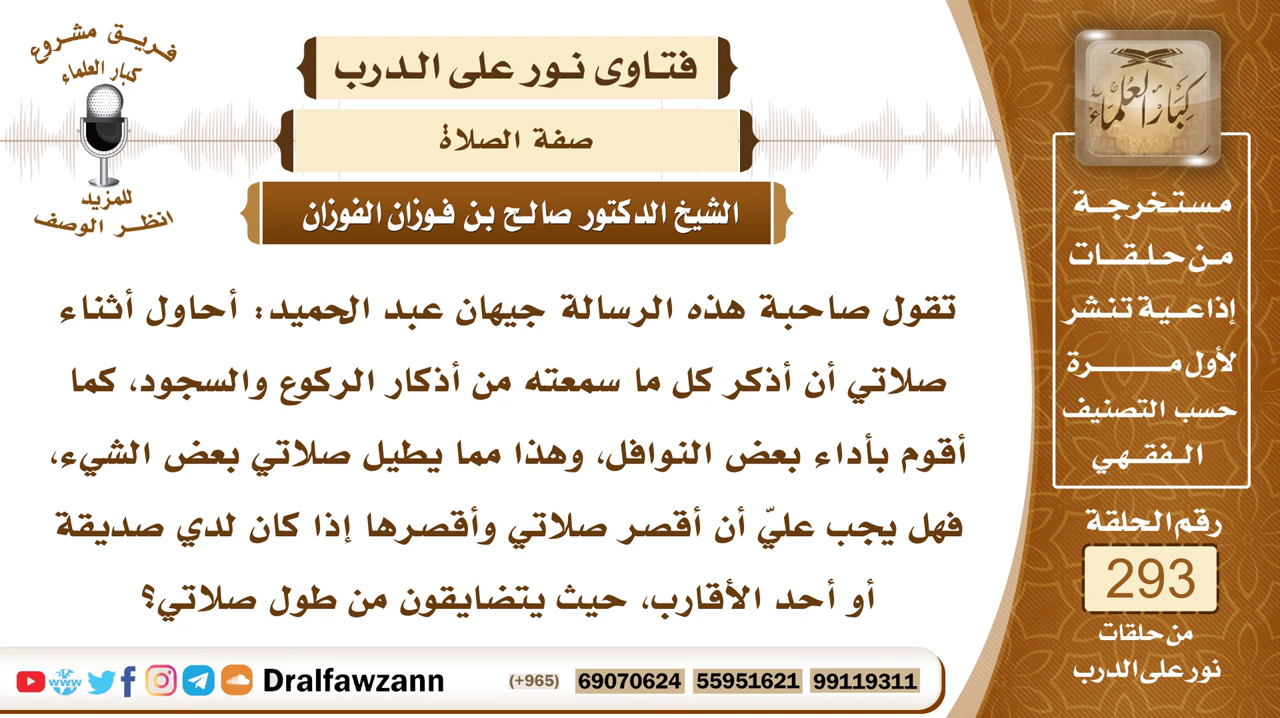 فريق مشروع
كبار العلماء
للمزيد
انظر الوصف
فتاوى نور على الدرب
صفة الصلاة
الشيخ الدكتور صالح بن فوزان الفوزان
تقول صاحبة هذه الرسالة جيهان عبد الحميد: أحاول أثناء
صلاتي أن أذكر كل ما سمعته من أذكار الركوع والسجود، كما
أقوم بأداء بعض النوافل، وهذا مما يطيل صلاتي بعض الشيء،
فهل يجب عليّ أن أقصر صلاتي وأقصرها إذا كان لدي صديقة
أو أحد الأقارب، حيث يتضايقون من طول صلاتي؟
كبار العلماء
مستخرجة
من حلقات
إذاعية تنشر
لأول مرة
حسب التصنيف
الفقهي
رقم الحلقة
293
من حلقات
نور على الدرب
www Dralfawzann (+965) 69070624 55951621 99119311